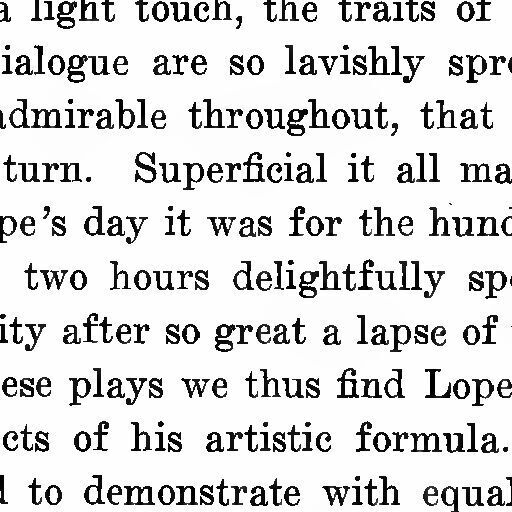 a light touch, the traits of
ialogue are so lavishly spr
admirable throughout, that
turn. Superficial it all ma
pe's day it was for the hund
two hours delightfully sp
ity after so great a lapse of
ese plays we thus find Lope
cts of his artistic formula.
to demonstrate with equal